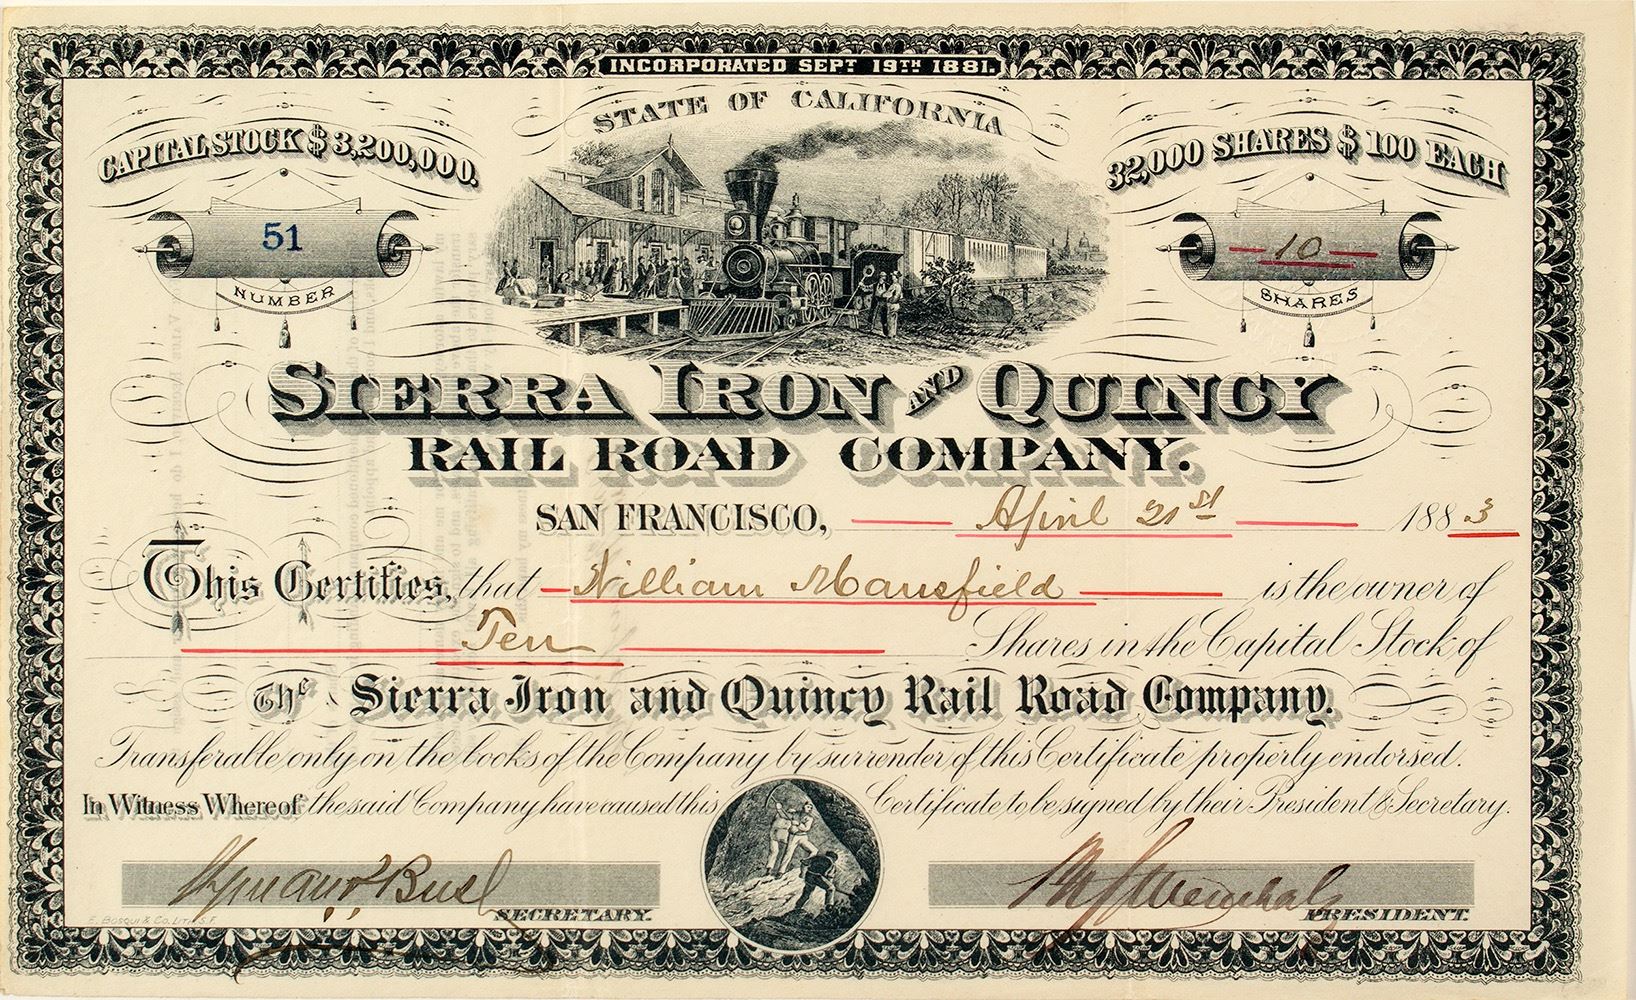 INCORPORATED SEPT 19TH 1881.
STATE OF CALIFORNIA
CAPITAL STOCK $3,200,000.
32,000 SHARES $100 EACH
51
NUMBER
10
SHARES
SIERRA IRON AND QUINCY
RAIL ROAD COMPANY.
SAN FRANCISCO, April 21st 1883
This Certifies, that William Mansfield is the owner of
Ten Shares in the Capital Stock of
The Sierra Iron and Quincy Rail Road Company.
Transferable only on the books of the Company by surrender of this Certificate properly endorsed.
In Witness Whereof the said Company have caused this Certificate to be signed by their President & Secretary.
SECRETARY.
PRESIDENT.
E. BOSQUI & CO. LITH. S.F.